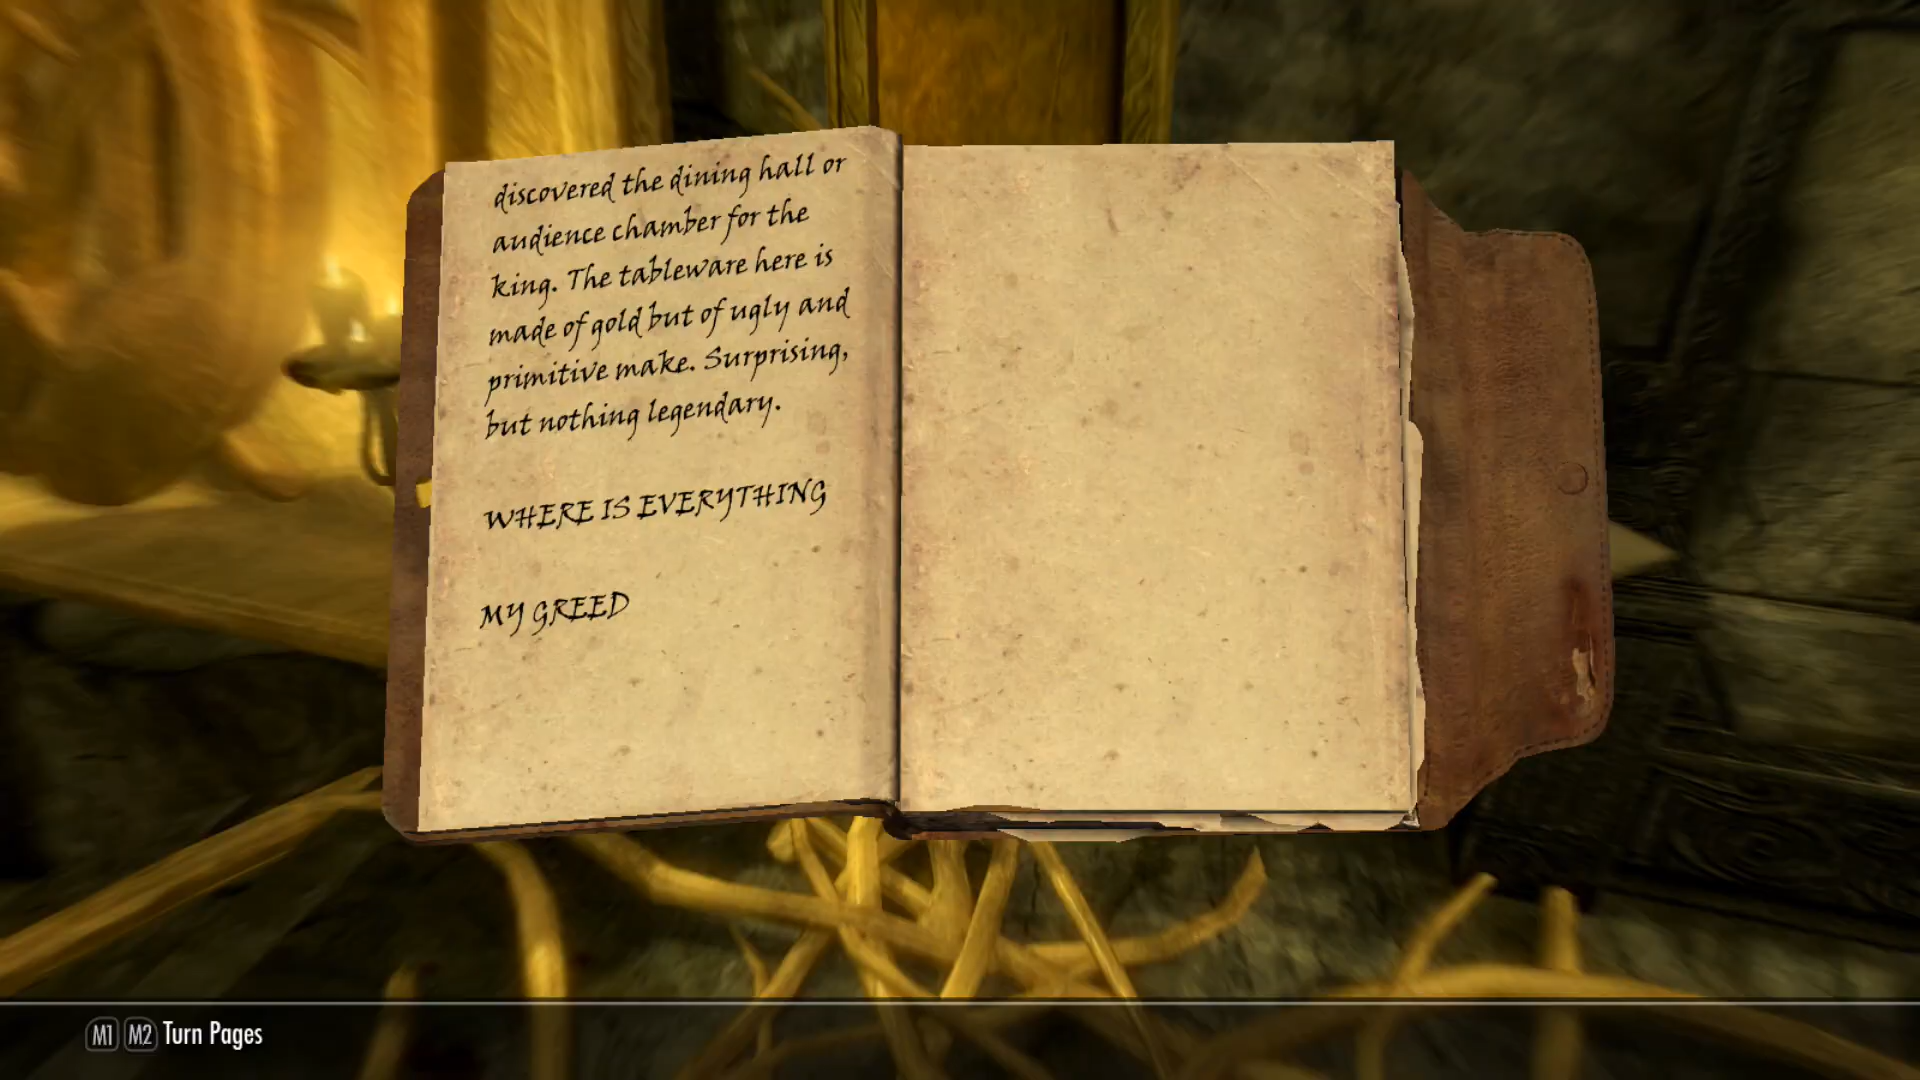 discovered the dining hall or
audience chamber for the
king. The tableware here is
made of gold but of ugly and
primitive make. Surprising,
but nothing legendary.
WHERE IS EVERYTHING
MY GREED
M1 M2 Turn Pages